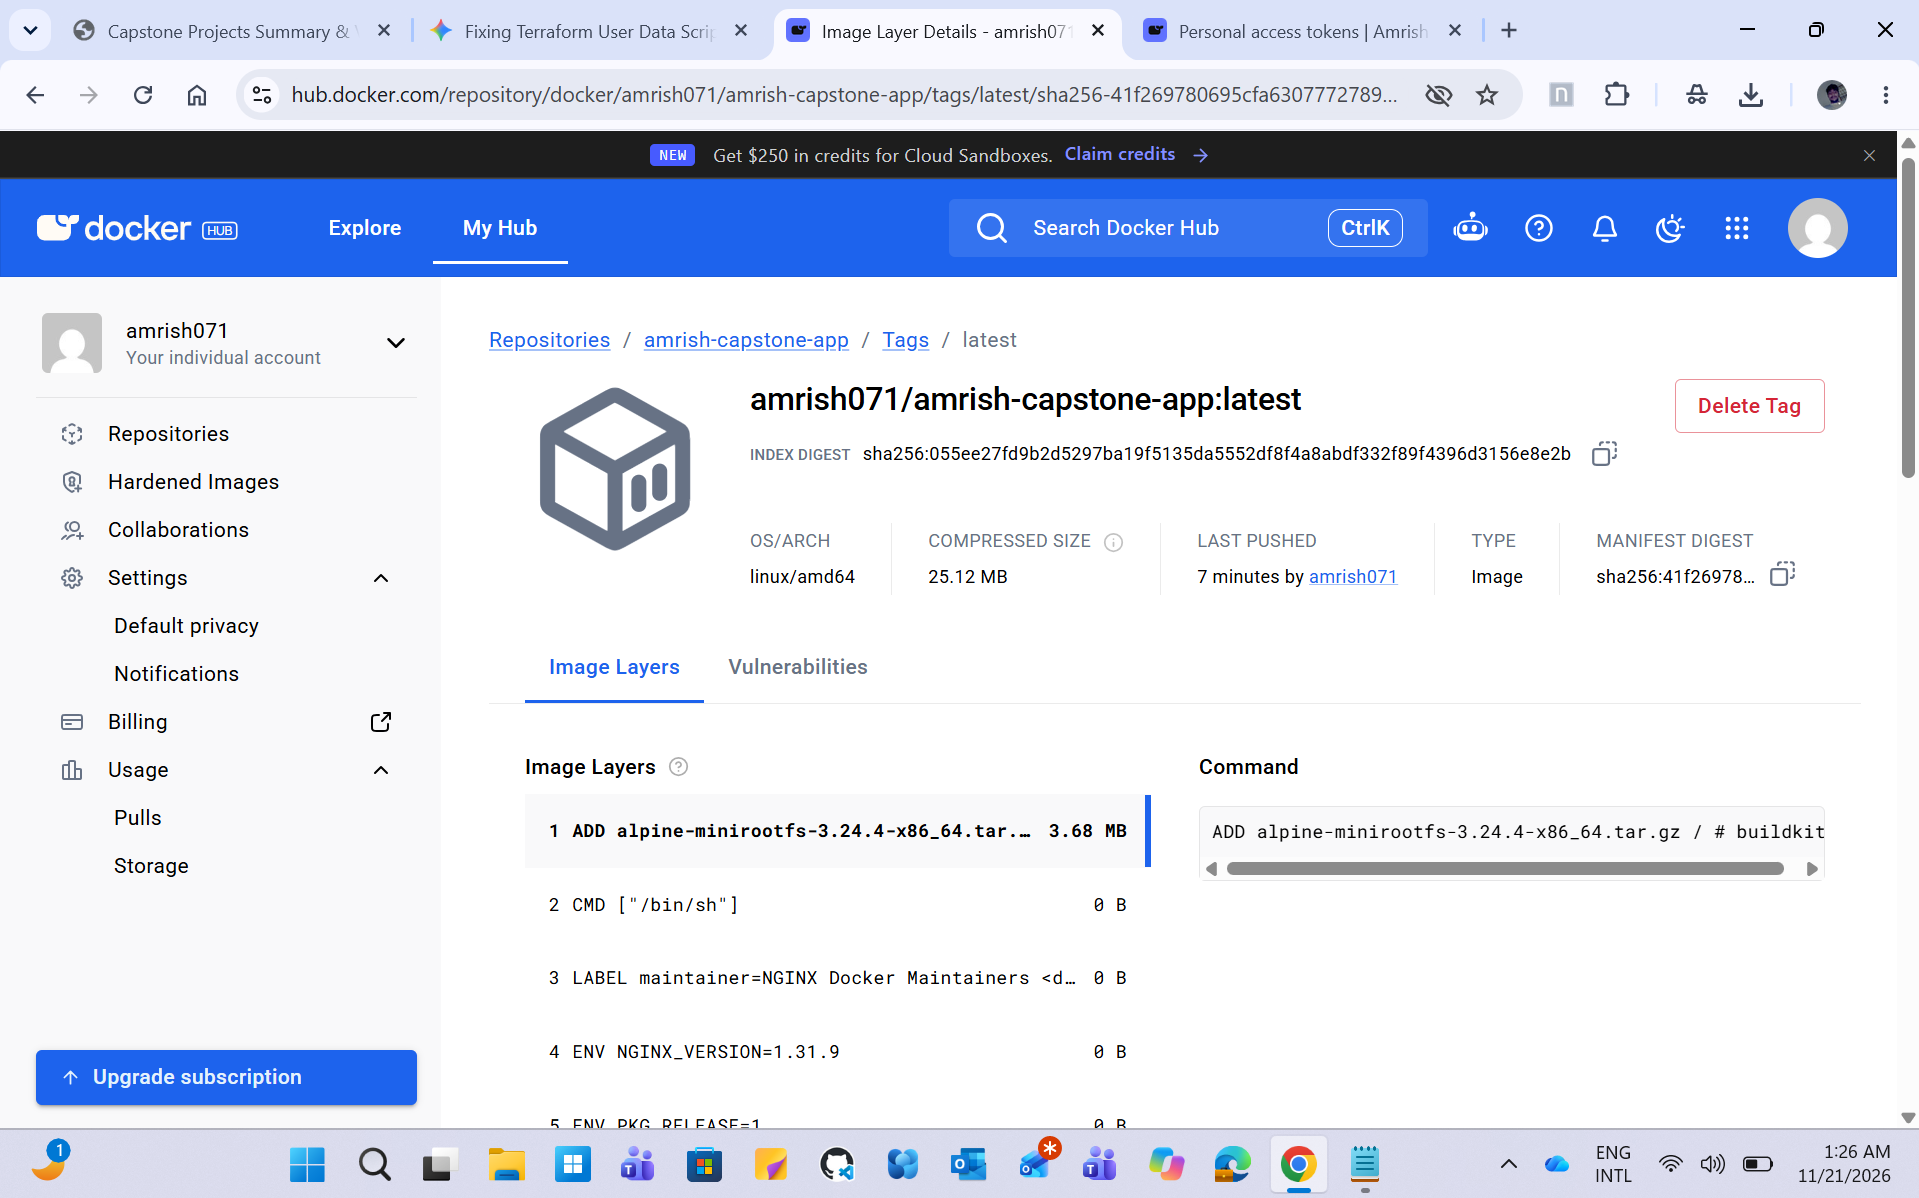 Capstone Projects Summary &
Fixing Terraform User Data Scrip
Image Layer Details - amrish071
Personal access tokens | Amrish
hub.docker.com/repository/docker/amrish071/amrish-capstone-app/tags/latest/sha256-41f269780695cfa6307772789...
NEW Get $250 in credits for Cloud Sandboxes. Claim credits →
docker HUB
Explore
My Hub
Search Docker Hub
CtrlK
amrish071
Your individual account
Repositories
Hardened Images
Collaborations
Settings
Default privacy
Notifications
Billing
Usage
Pulls
Storage
Upgrade subscription
Repositories / amrish-capstone-app / Tags / latest
amrish071/amrish-capstone-app:latest
Delete Tag
INDEX DIGEST sha256:055ee27fd9b2d5297ba19f5135da5552df8f4a8abdf332f89f4396d3156e8e2b
OS/ARCH
linux/amd64
COMPRESSED SIZE
25.12 MB
LAST PUSHED
7 minutes by amrish071
TYPE
Image
MANIFEST DIGEST
sha256:41f26978...
Image Layers
Vulnerabilities
Image Layers
1 ADD alpine-minirootfs-3.24.4-x86_64.tar.… 3.68 MB
2 CMD ["/bin/sh"] 0 B
3 LABEL maintainer=NGINX Docker Maintainers <d… 0 B
4 ENV NGINX_VERSION=1.31.9 0 B
5 ENV PKG_RELEASE=1 0 B
Command
ADD alpine-minirootfs-3.24.4-x86_64.tar.gz / # buildkit
1
ENG
INTL
1:26 AM
11/21/2026